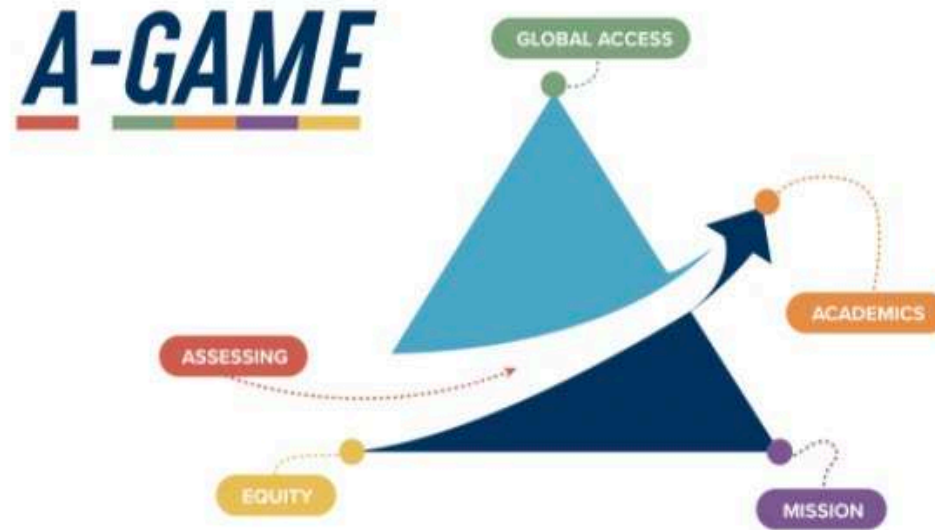 A-GAME
GLOBAL ACCESS
ACADEMICS
ASSESSING
EQUITY
MISSION